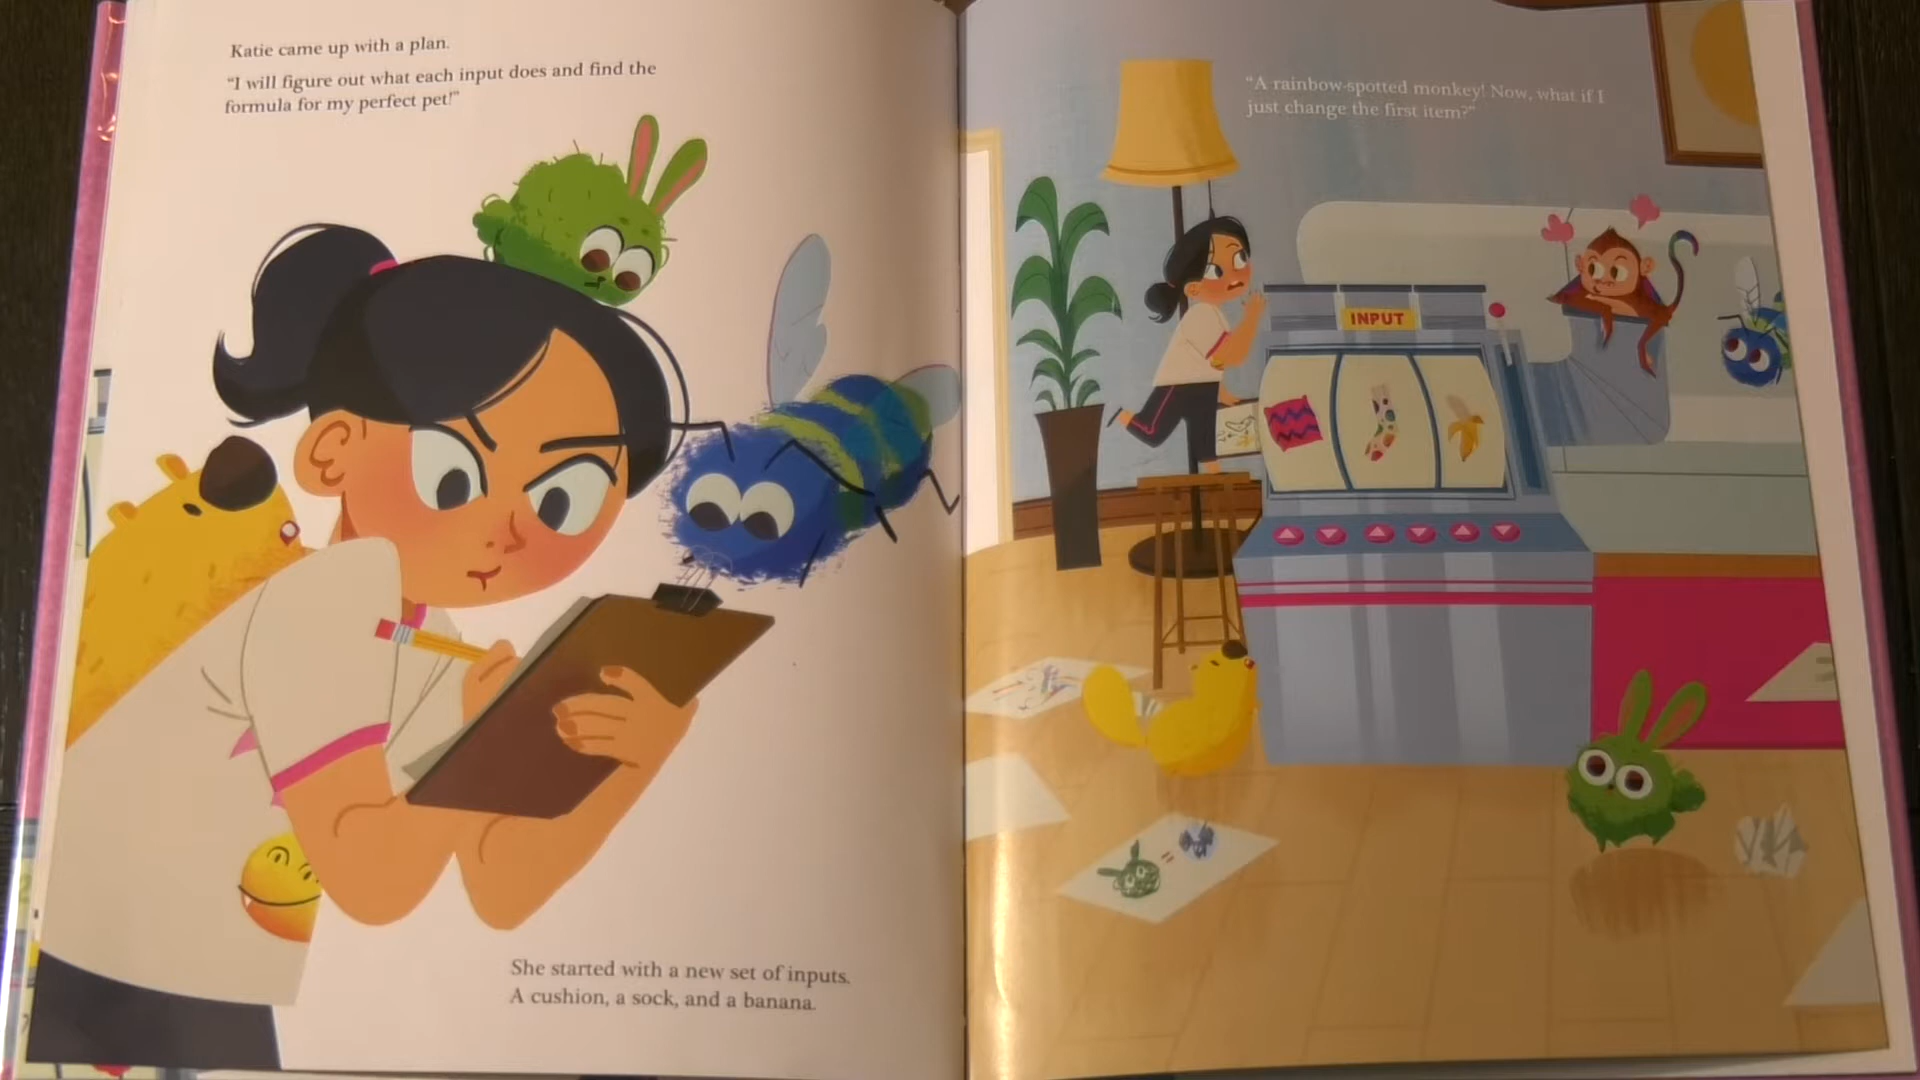 Katie came up with a plan.
“I will figure out what each input does and find the
formula for my perfect pet!”
She started with a new set of inputs.
A cushion, a sock, and a banana.
“A rainbow-spotted monkey! Now, what if I
just change the first item?”
INPUT